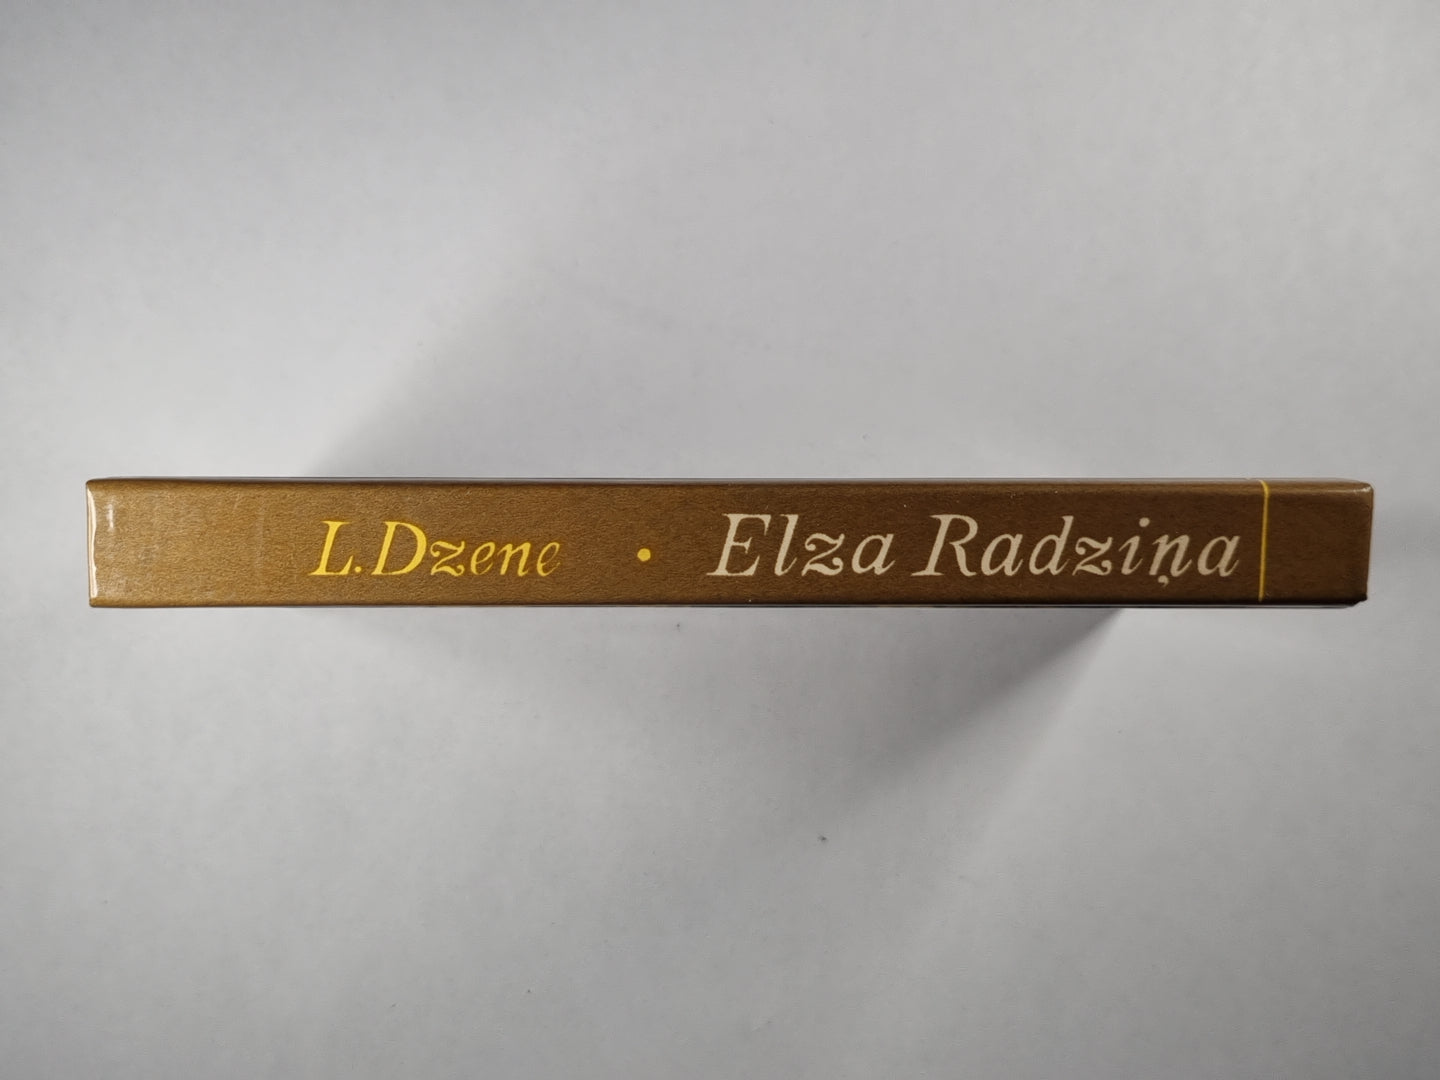 L. Dzene • Elza Radziņa